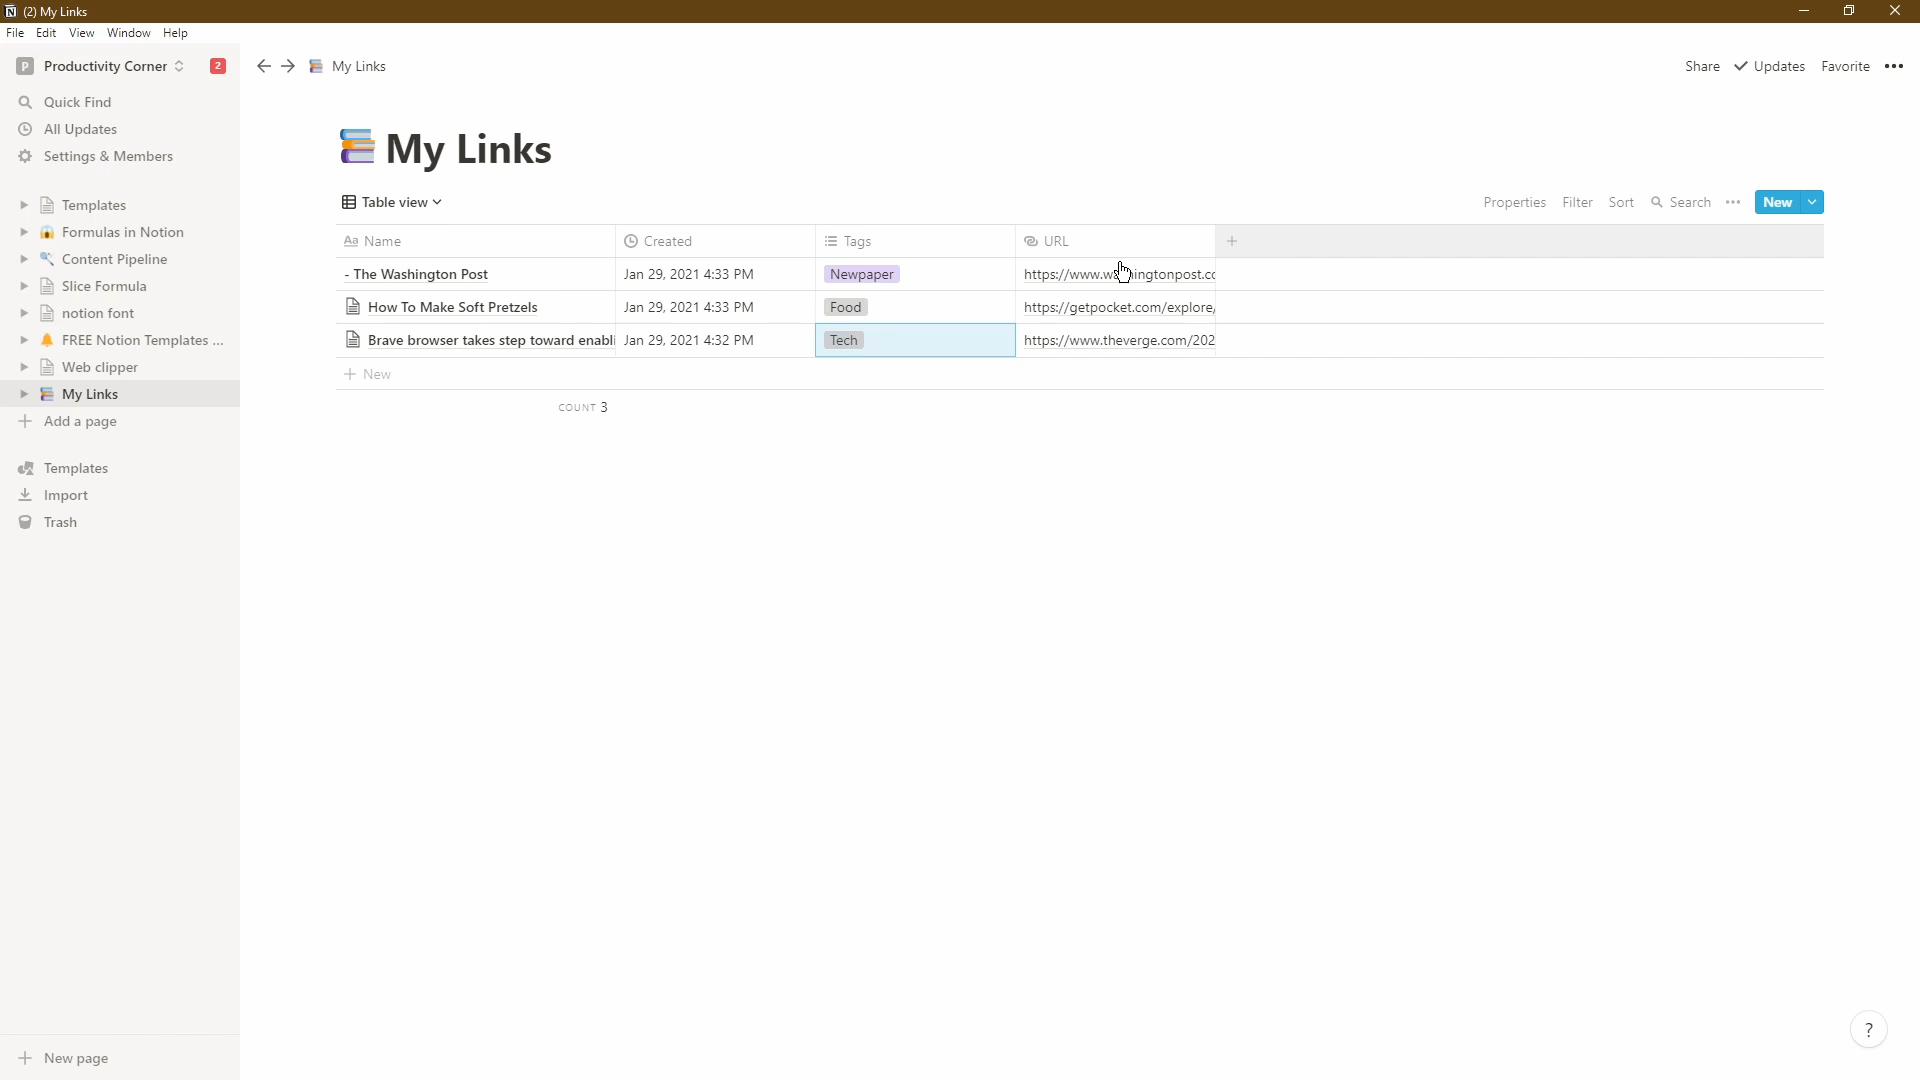 (2) My Links
File Edit View Window Help
P Productivity Corner 2
My Links
Share Updates Favorite
Quick Find
All Updates
Settings & Members
Templates
Formulas in Notion
Content Pipeline
Slice Formula
notion font
FREE Notion Templates ...
Web clipper
My Links
Add a page
Templates
Import
Trash
New page
My Links
Table view
Properties Filter Sort Search New
Aa Name Created Tags URL
- The Washington Post Jan 29, 2021 4:33 PM Newpaper
How To Make Soft Pretzels Jan 29, 2021 4:33 PM Food https://getpocket.com/explore/
Brave browser takes step toward enabli Jan 29, 2021 4:32 PM Tech https://www.theverge.com/202
New
COUNT 3
?